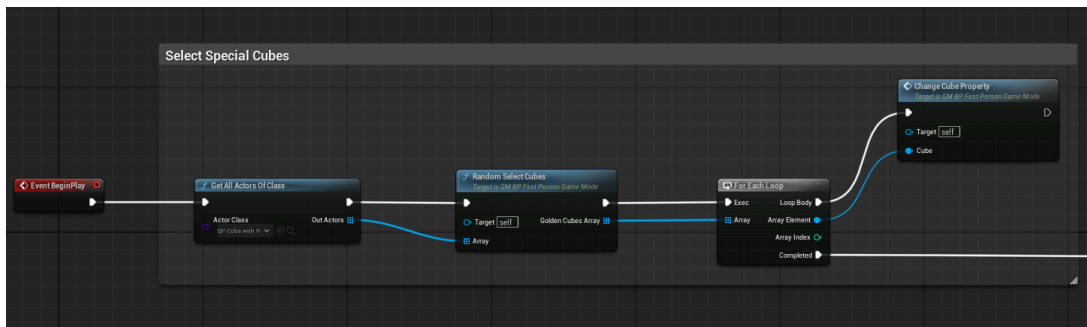 Select Special Cubes
Change Cube Property
Target is GM BP First Person Game Mode
Target self
Cube
Event BeginPlay
Get All Actors Of Class
Actor Class
Out Actors
BP Cube with
Random Select Cubes
Target is GM BP First Person Game Mode
Target self
Golden Cubes Array
Array
For Each Loop
Exec
Loop Body
Array
Array Element
Array Index
Completed